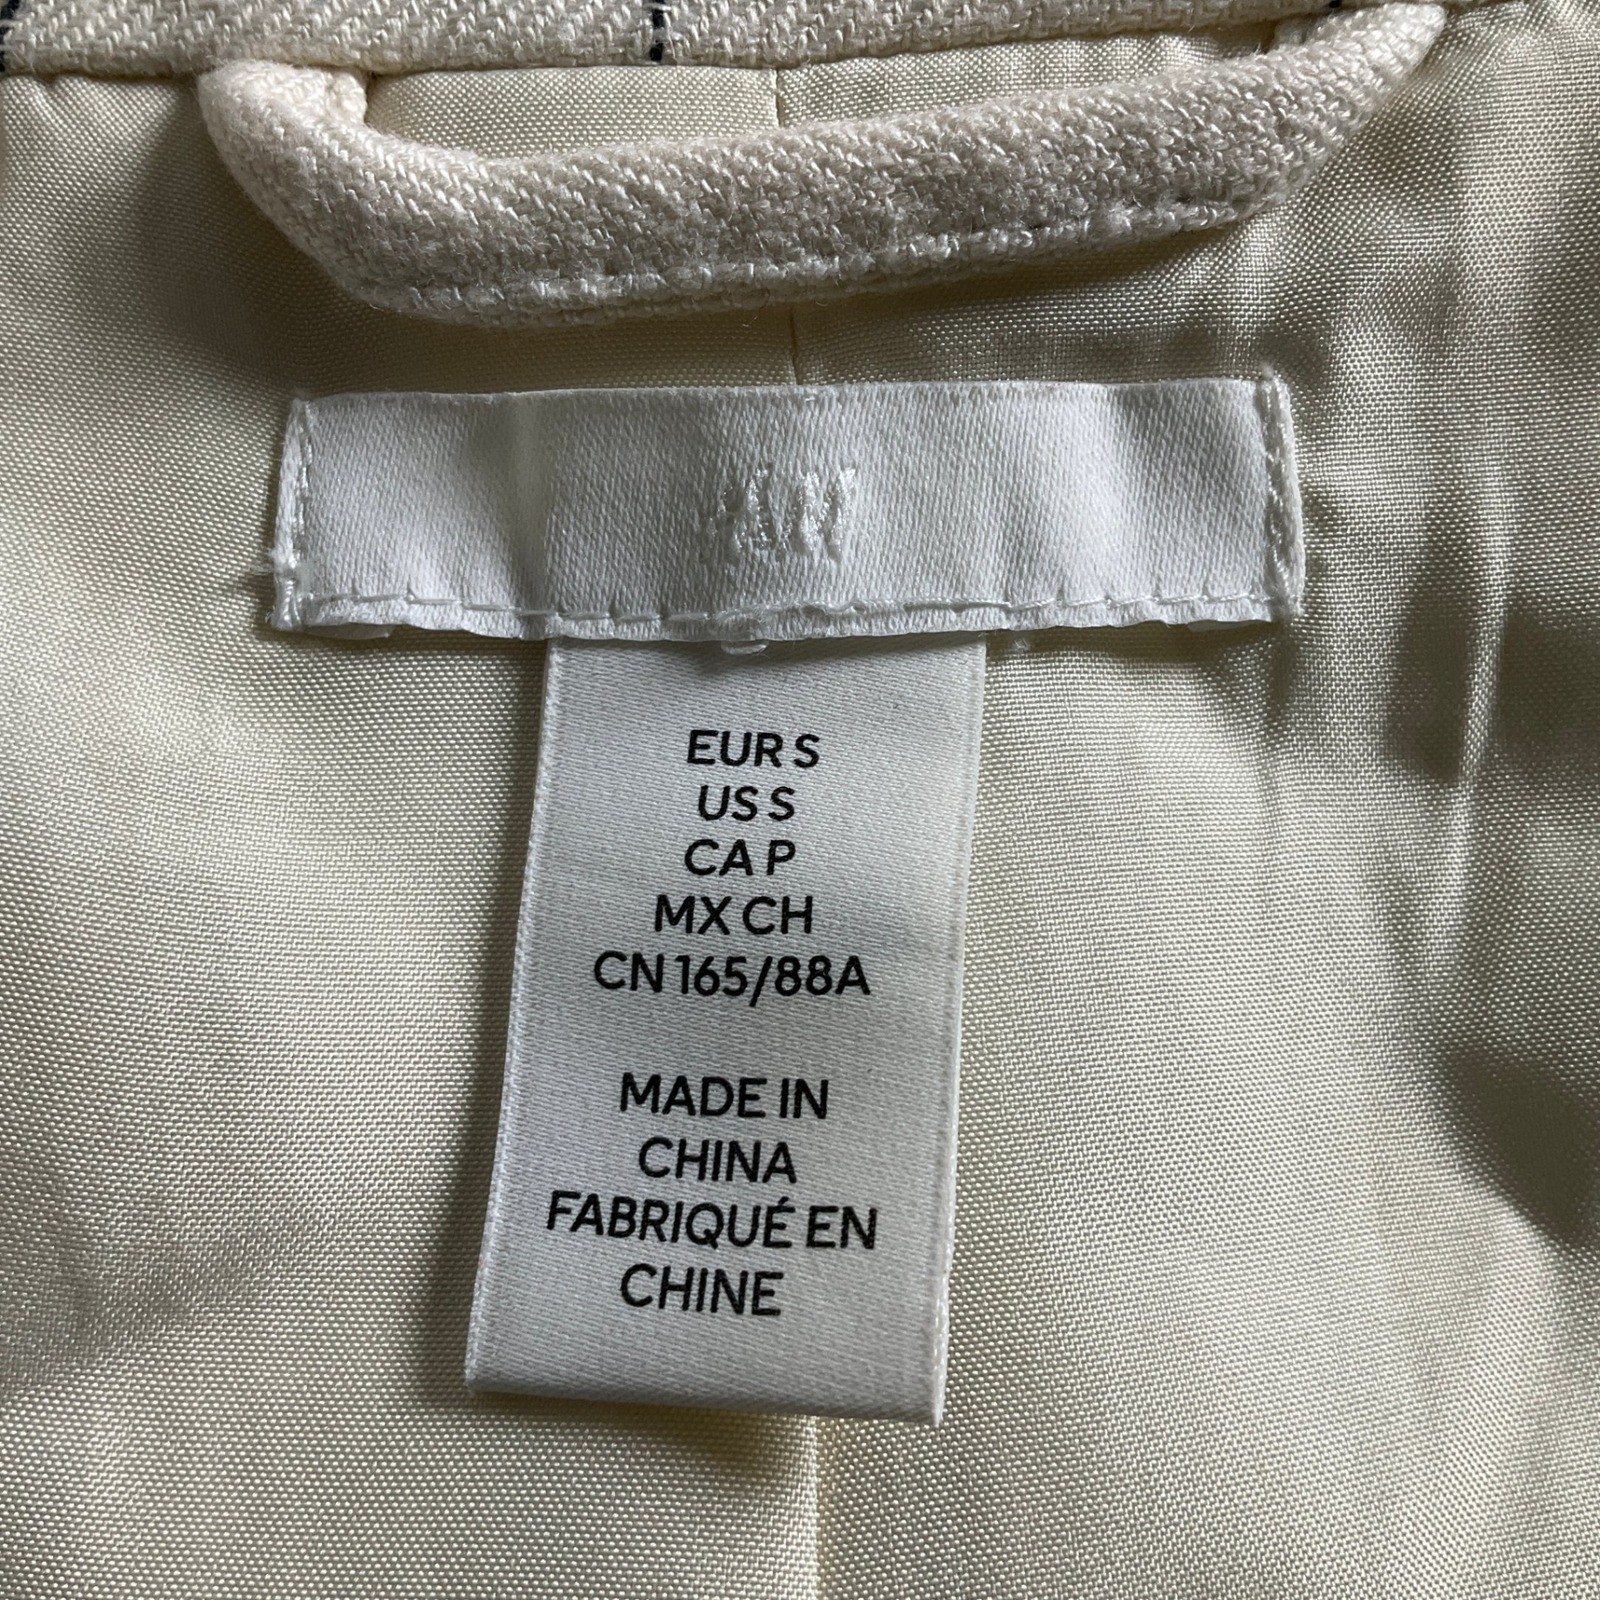 H&M
EUR S
US S
CA P
MX CH
CN 165/88A
MADE IN
CHINA
FABRIQUÉ EN
CHINE